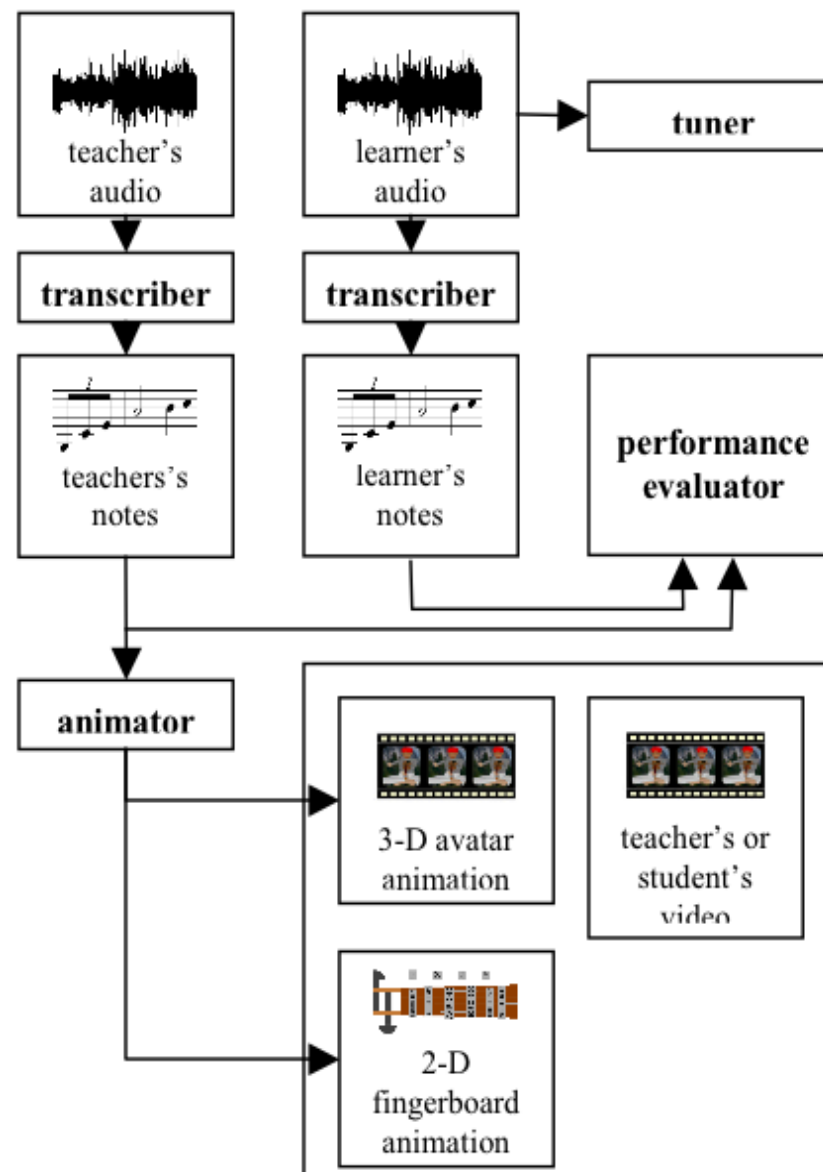 teacher's
audio
learner's
audio
tuner
transcriber
transcriber
teachers's
notes
learner's
notes
performance
evaluator
animator
3-D avatar
animation
teacher's or
student's
video
2-D
fingerboard
animation